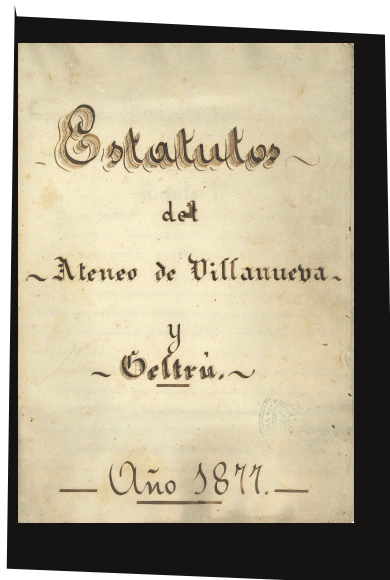 Estatutos
del
Ateneo de Villanueva
y
Geltrú.
Año 1877.